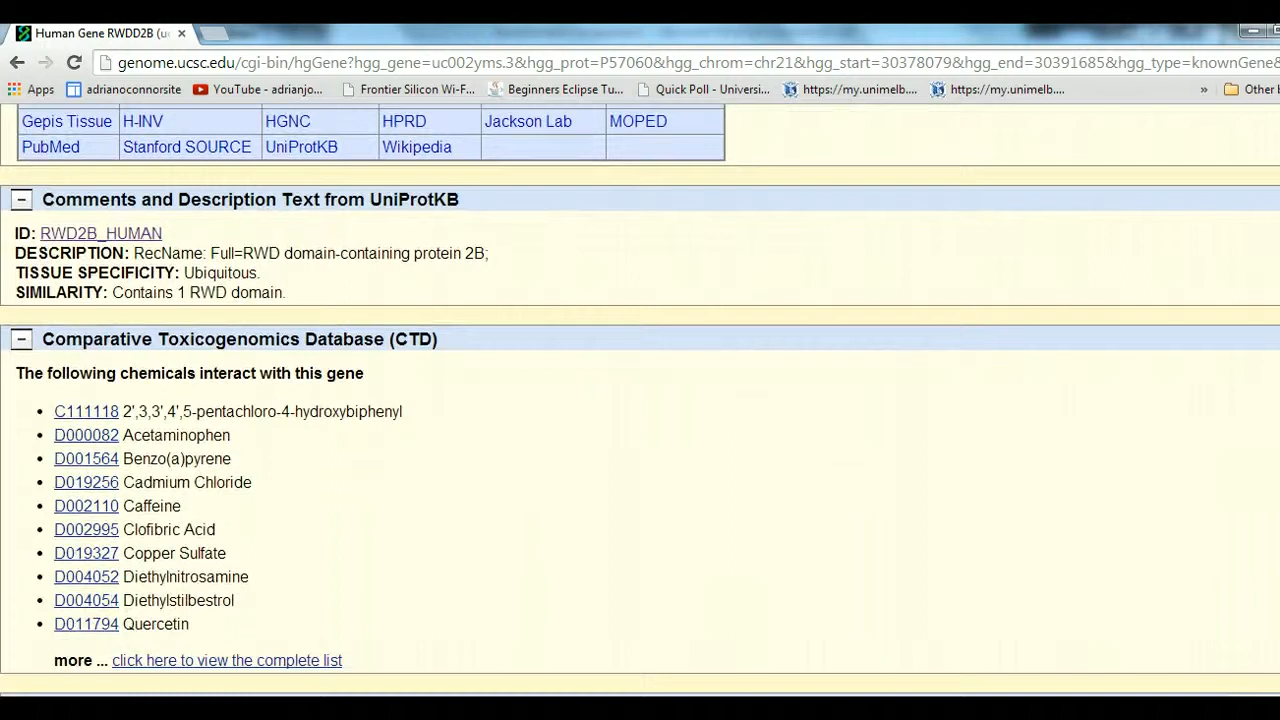 Human Gene RWDD2B (u
genome.ucsc.edu/cgi-bin/hgGene?hgg_gene=uc002yms.3&hgg_prot=P57060&hgg_chrom=chr21&hgg_start=30378079&hgg_end=30391685&hgg_type=knownGene&
Apps adrianoconnorsite YouTube - adrianjo... Frontier Silicon Wi-F... Beginners Eclipse Tu... Quick Poll - Universi... https://my.unimelb.... https://my.unimelb.... » Other
Gepis Tissue H-INV HGNC HPRD Jackson Lab MOPED
PubMed Stanford SOURCE UniProtKB Wikipedia
Comments and Description Text from UniProtKB
ID: RWD2B_HUMAN
DESCRIPTION: RecName: Full=RWD domain-containing protein 2B;
TISSUE SPECIFICITY: Ubiquitous.
SIMILARITY: Contains 1 RWD domain.
Comparative Toxicogenomics Database (CTD)
The following chemicals interact with this gene
• C111118 2',3,3',4',5-pentachloro-4-hydroxybiphenyl
• D000082 Acetaminophen
• D001564 Benzo(a)pyrene
• D019256 Cadmium Chloride
• D002110 Caffeine
• D002995 Clofibric Acid
• D019327 Copper Sulfate
• D004052 Diethylnitrosamine
• D004054 Diethylstilbestrol
• D011794 Quercetin
more ... click here to view the complete list